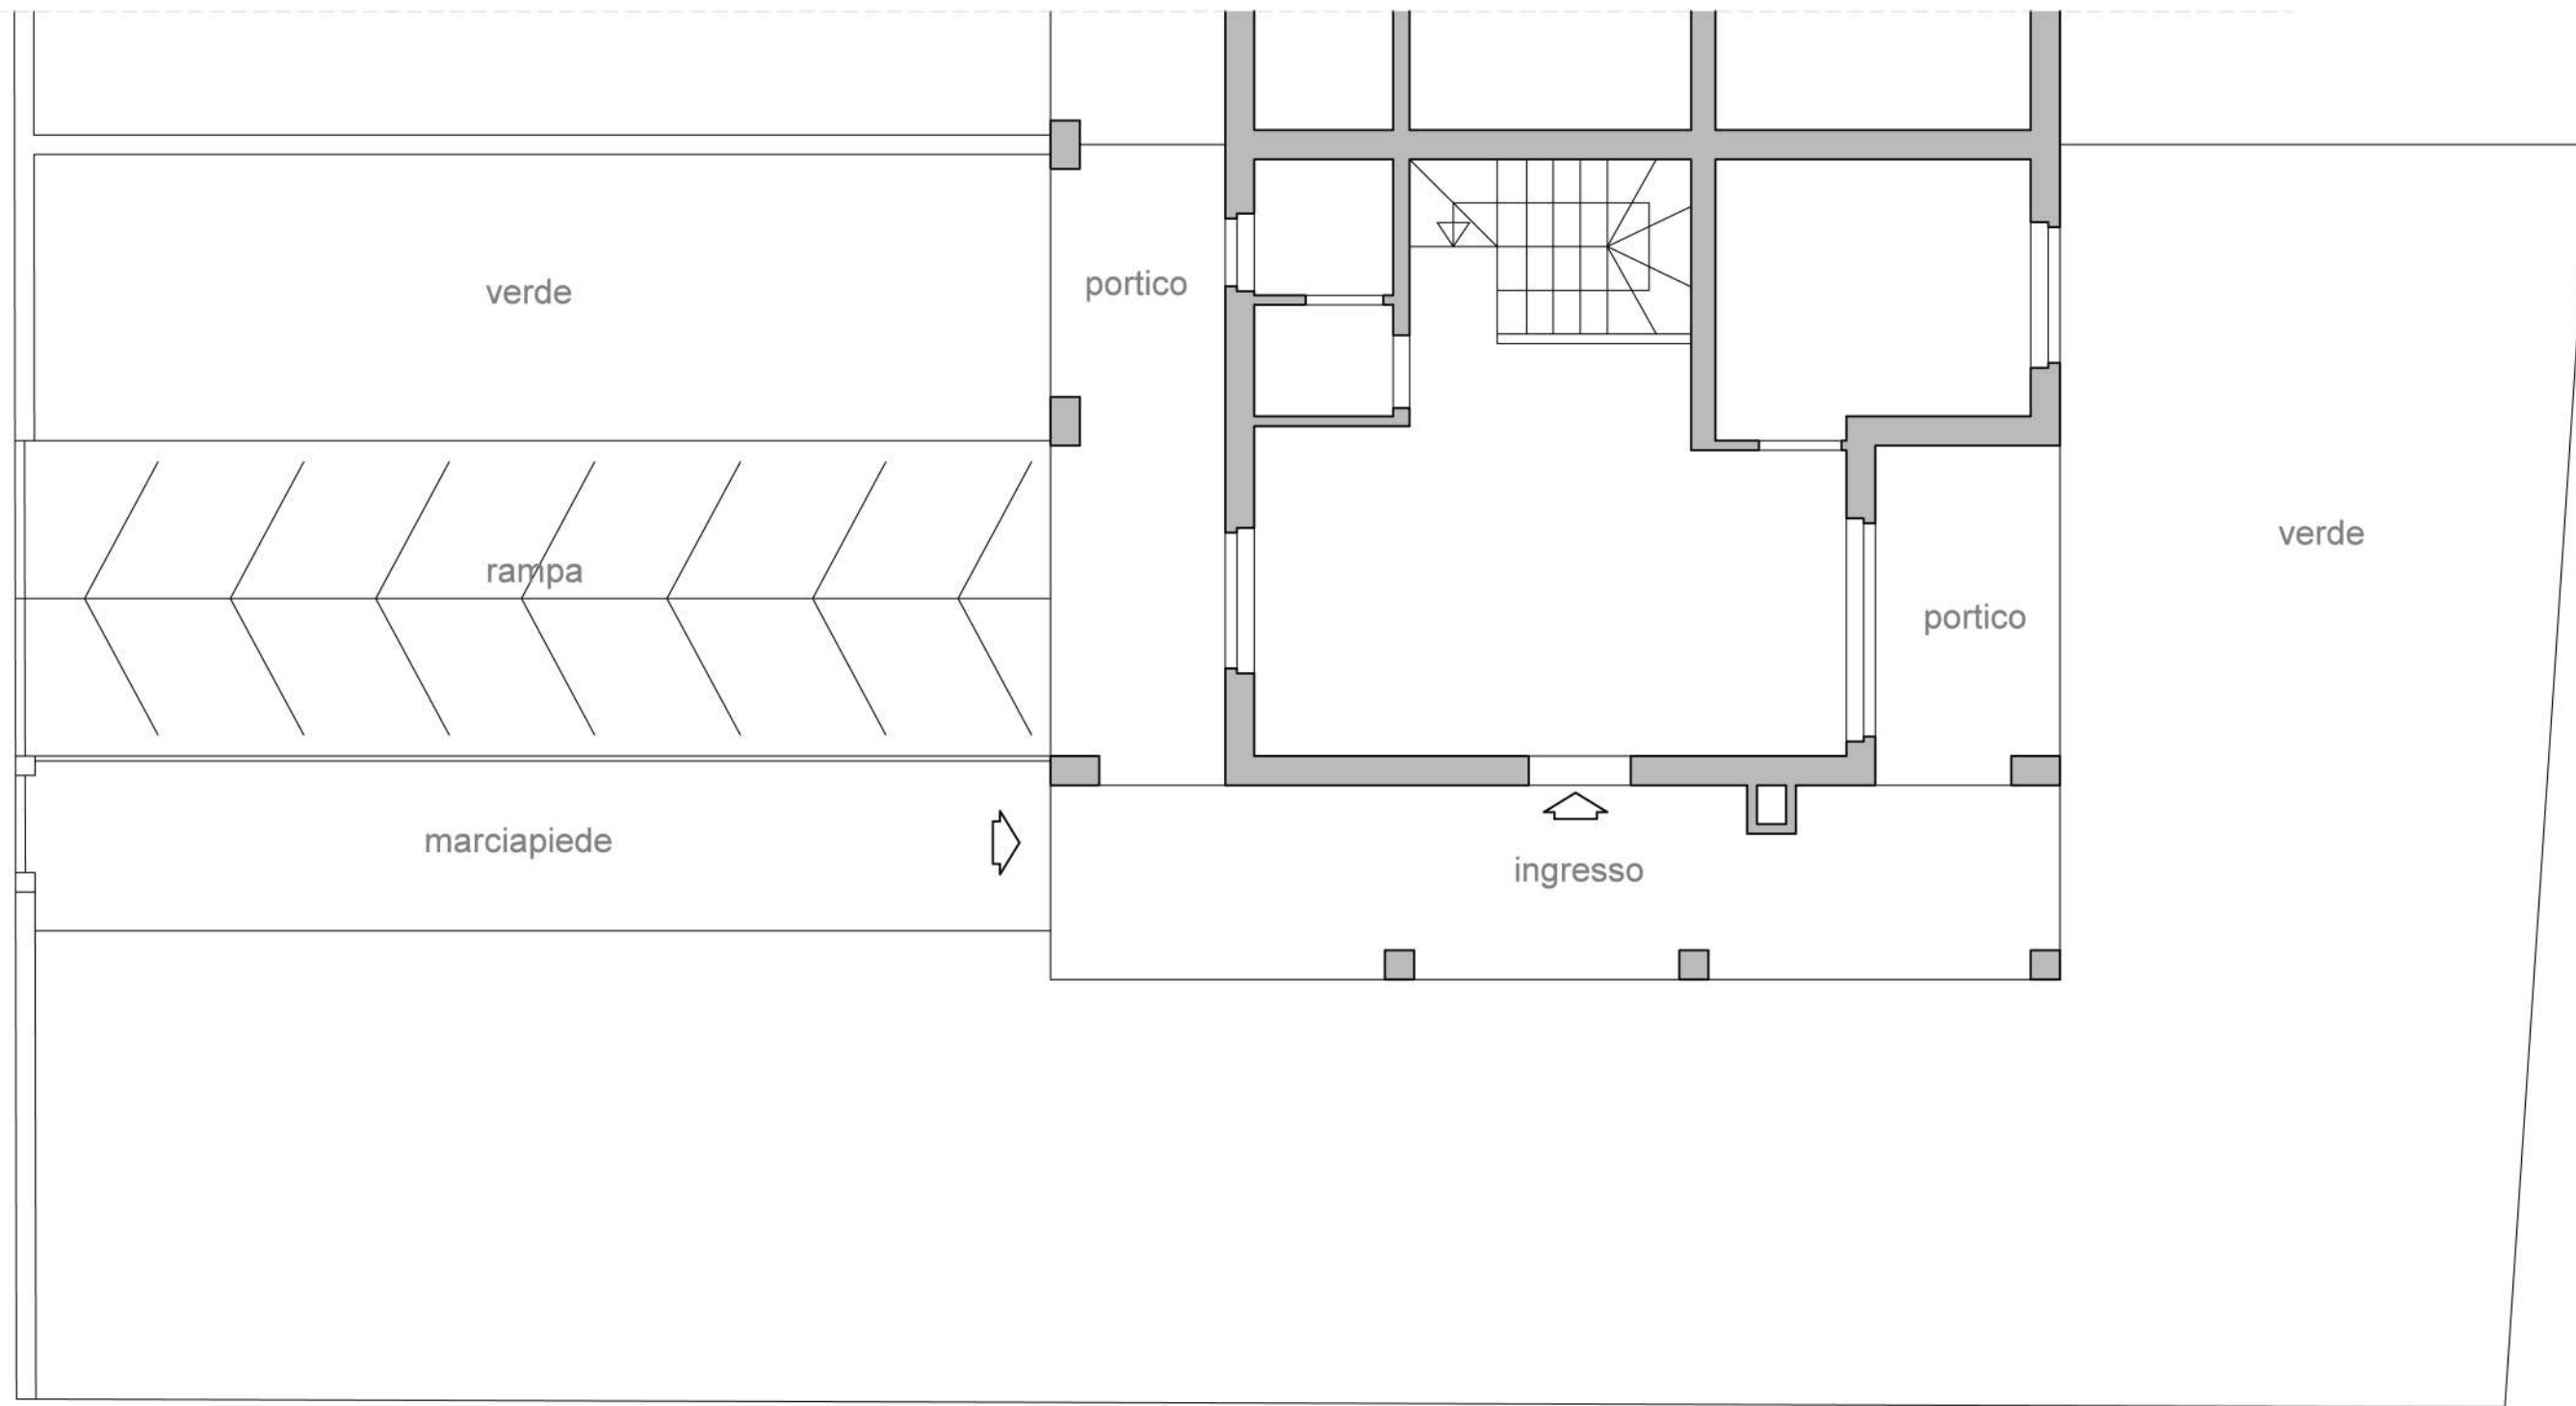 portico
verde
verde
rampa
portico
marciapiede
ingresso